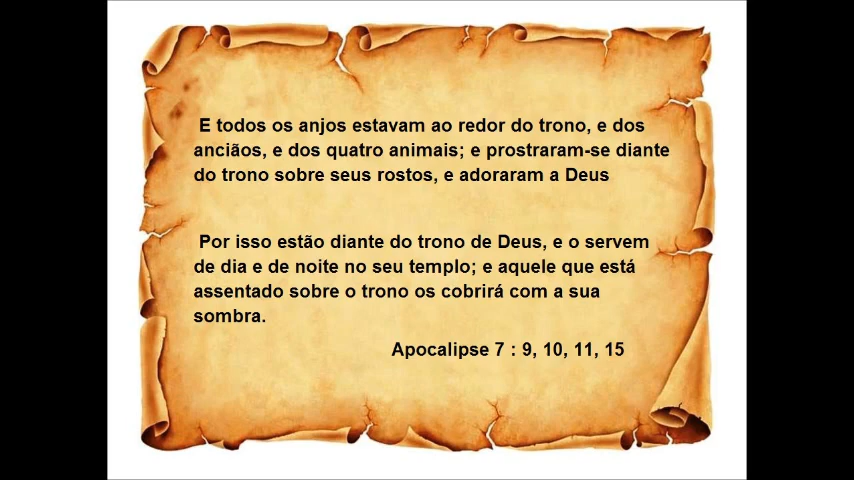 E todos os anjos estavam ao redor do trono, e dos
anciãos, e dos quatro animais; e prostraram-se diante
do trono sobre seus rostos, e adoraram a Deus
Por isso estão diante do trono de Deus, e o servem
de dia e de noite no seu templo; e aquele que está
assentado sobre o trono os cobrirá com a sua
sombra.
Apocalipse 7 : 9, 10, 11, 15